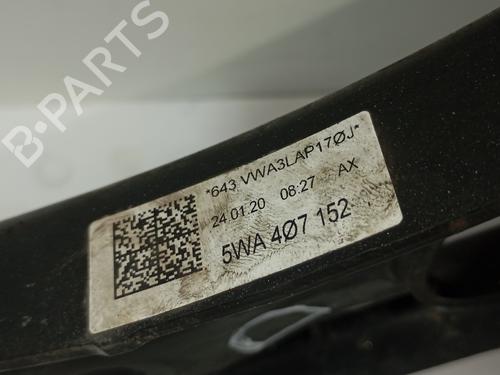 B-PARTS
*643 VWA3LAP17ØJ*
24.01.20 08:27 AX
5WA 4Ø7 152